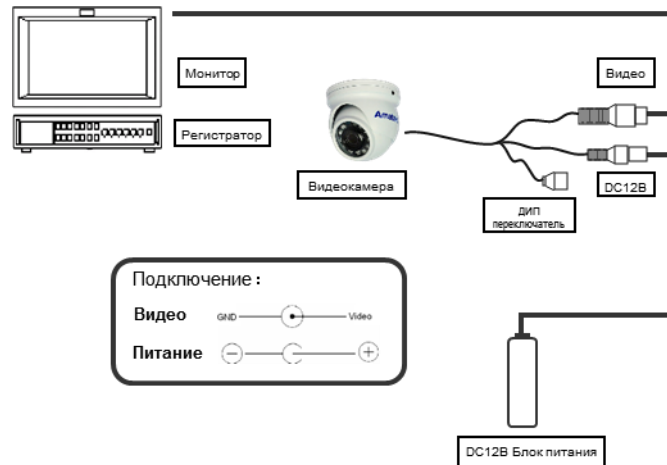 Монитор
Видео
Регистратор
Видеокамера
DC12В
ДИП
переключатель
Подключение :
Видео GND Video
Питание − +
DC12В Блок питания